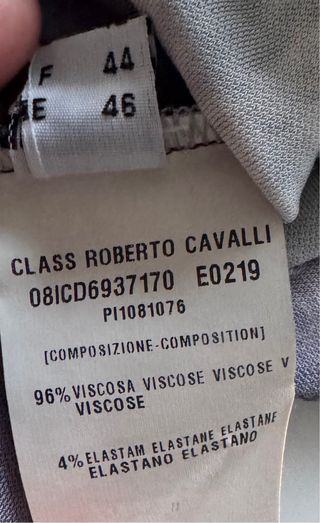 F 44
E 46
CLASS ROBERTO CAVALLI
08ICD6937170 E0219
PI1081076
[COMPOSIZIONE-COMPOSITION]
96% VISCOSA VISCOSE VISCOSE V
VISCOSE
4% ELASTAM ELASTANE ELASTANE
ELASTANO ELASTANO